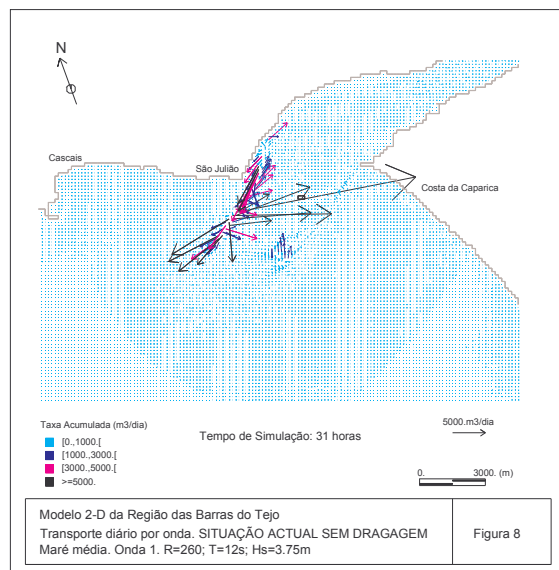 N
Cascais
São Julião
Costa da Caparica
Taxa Acumulada (m3/dia)
[0.,1000.[
[1000.,3000.[
[3000.,5000.[
>=5000.
Tempo de Simulação: 31 horas
5000.m3/dia
0. 3000. (m)
Modelo 2-D da Região das Barras do Tejo
Transporte diário por onda. SITUAÇÃO ACTUAL SEM DRAGAGEM
Maré média. Onda 1. R=260; T=12s; Hs=3.75m
Figura 8